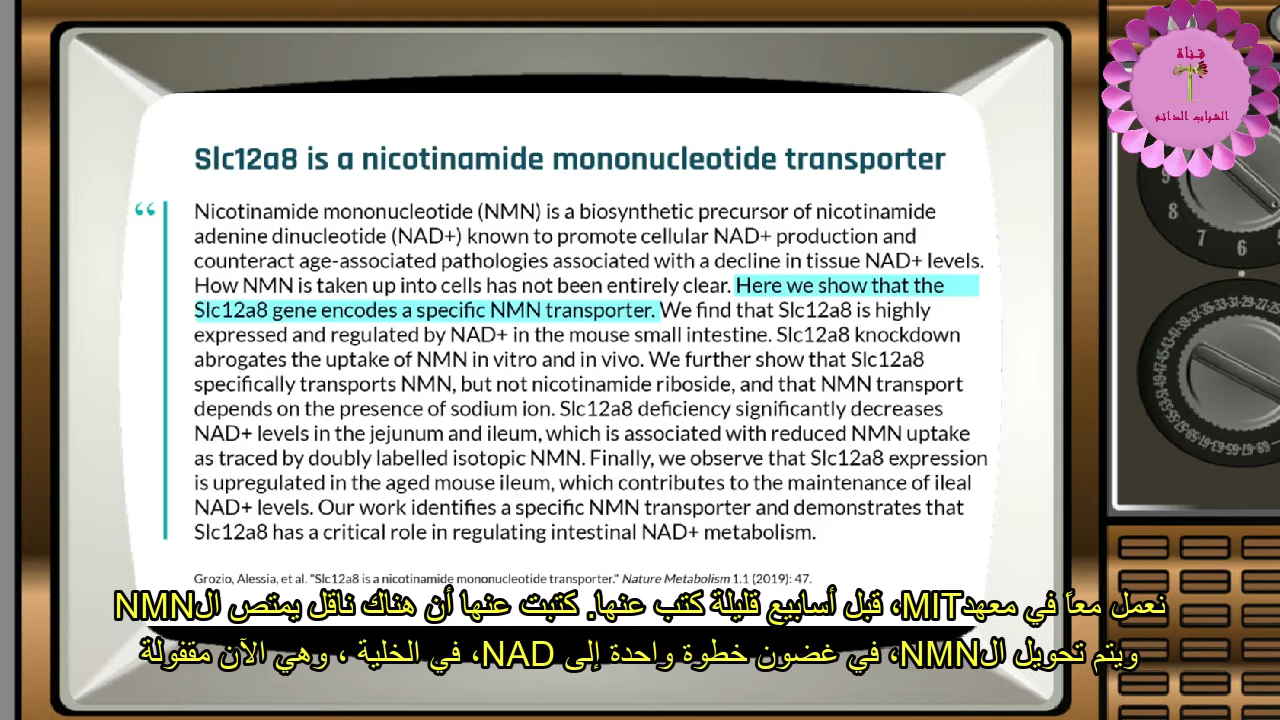 قناة
الشباب الدائم
Slc12a8 is a nicotinamide mononucleotide transporter
“
Nicotinamide mononucleotide (NMN) is a biosynthetic precursor of nicotinamide
adenine dinucleotide (NAD+) known to promote cellular NAD+ production and
counteract age-associated pathologies associated with a decline in tissue NAD+ levels.
How NMN is taken up into cells has not been entirely clear. Here we show that the
Slc12a8 gene encodes a specific NMN transporter. We find that Slc12a8 is highly
expressed and regulated by NAD+ in the mouse small intestine. Slc12a8 knockdown
abrogates the uptake of NMN in vitro and in vivo. We further show that Slc12a8
specifically transports NMN, but not nicotinamide riboside, and that NMN transport
depends on the presence of sodium ion. Slc12a8 deficiency significantly decreases
NAD+ levels in the jejunum and ileum, which is associated with reduced NMN uptake
as traced by doubly labelled isotopic NMN. Finally, we observe that Slc12a8 expression
is upregulated in the aged mouse ileum, which contributes to the maintenance of ileal
NAD+ levels. Our work identifies a specific NMN transporter and demonstrates that
Slc12a8 has a critical role in regulating intestinal NAD+ metabolism.
Grozio, Alessia, et al. "Slc12a8 is a nicotinamide mononucleotide transporter." Nature Metabolism 1.1 (2019): 47.
نعمل معاً في معهدMIT، قبل أسابيع قليلة كتب عنها. كتبت عنها أن هناك ناقل يمتص الNMN
ويتم تحويل الNMN، في غضون خطوة واحدة إلى NAD، في الخلية ، وهي الآن مقفولة
8
7
6